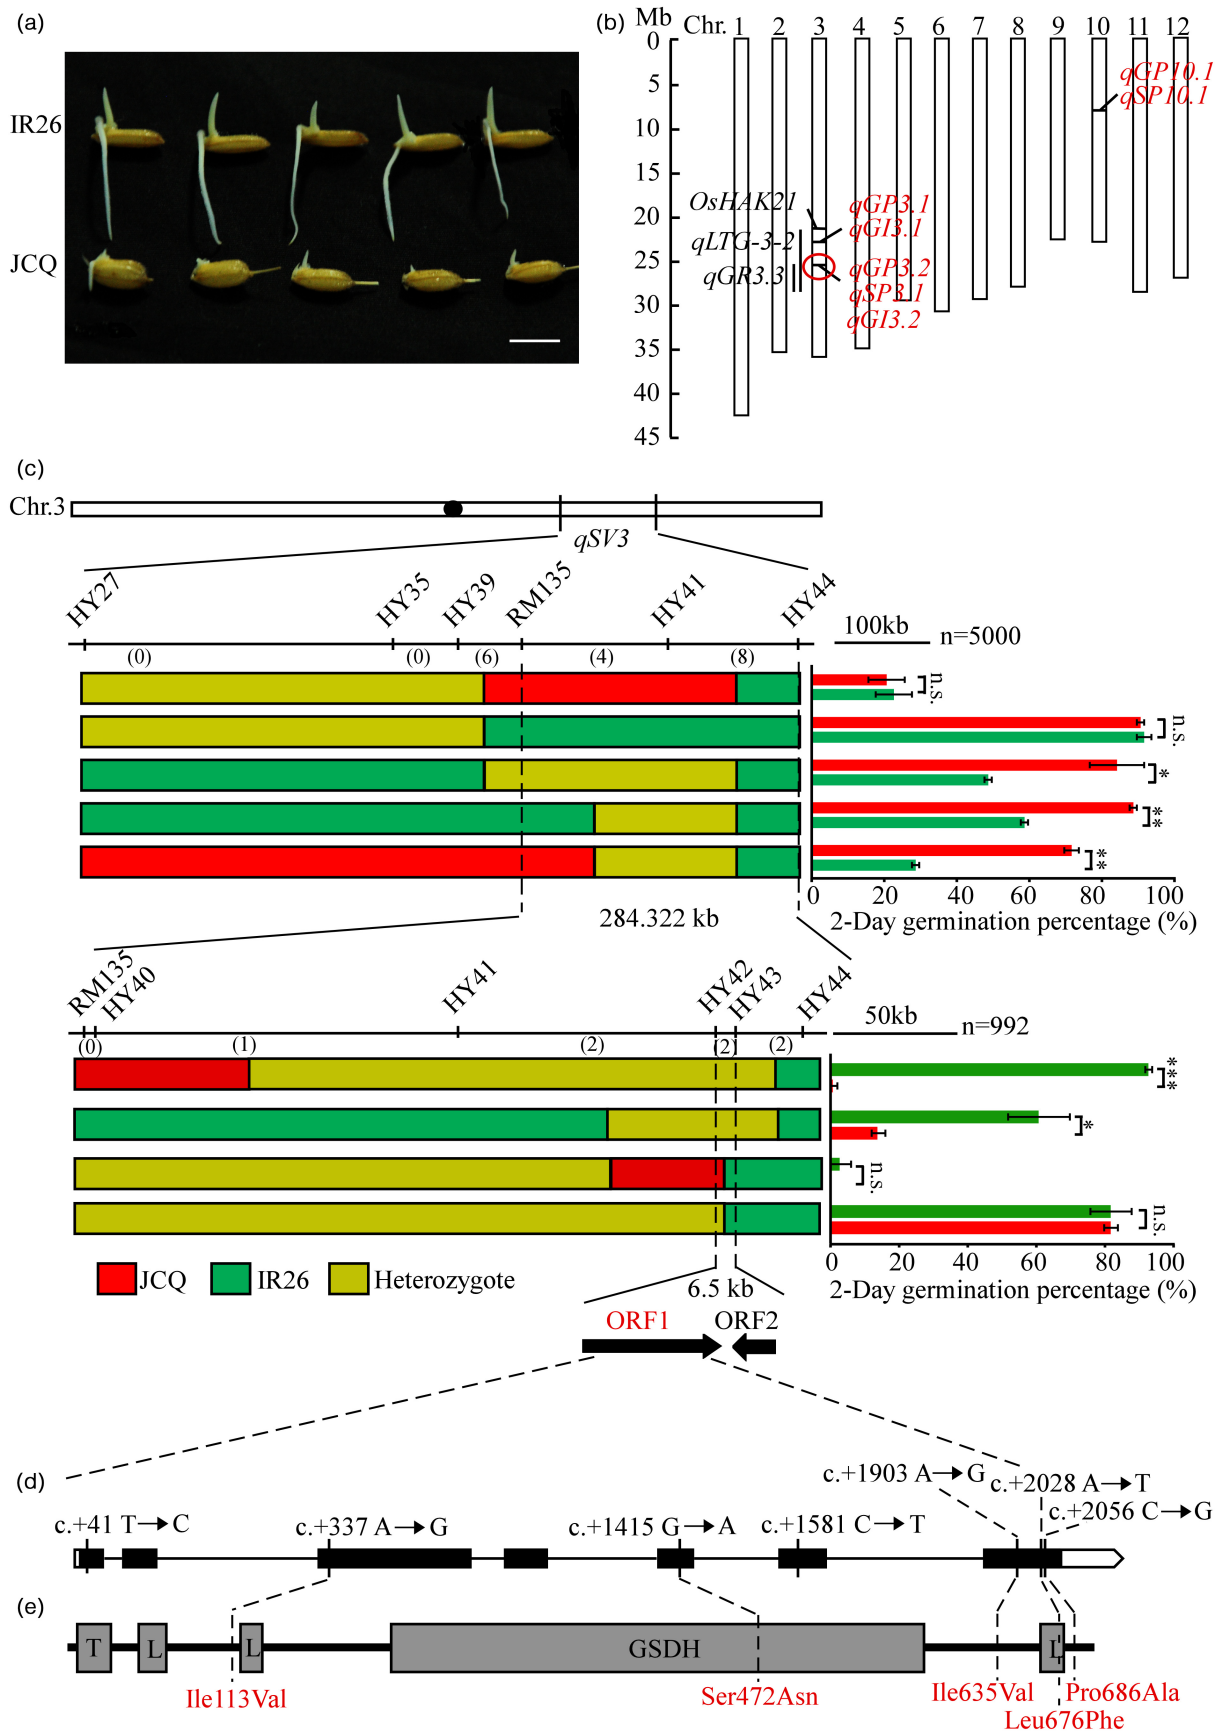 (a)
IR26
JCQ
(b)
Mb
Chr. 1 2 3 4 5 6 7 8 9 10 11 12
0
5
10
15
20
25
30
35
40
45
qGP10.1
qSP10.1
OsHAK21
qLTG-3-2
qGR3.3
qGP3.1
qGI3.1
qGP3.2
qSP3.1
qGI3.2
(c)
Chr.3
qSV3
HY27 HY35 HY39 RM135 HY41 HY44
100kb n=5000
(0) (0) (6) (4) (8)
n.s.
n.s.
*
**
**
0 20 40 60 80 100
2-Day germination percentage (%)
284.322 kb
RM135 HY40 HY41 HY42 HY43 HY44
50kb n=992
(0) (1) (2) (2) (2)
***
*
n.s.
n.s.
0 20 40 60 80 100
2-Day germination percentage (%)
JCQ IR26 Heterozygote
6.5 kb
ORF1 ORF2
(d)
c.+1903 A→G
c.+2028 A→T
c.+2056 C→G
c.+41 T→C c.+337 A→G c.+1415 G→A c.+1581 C→T
(e)
T L L GSDH L
Ile113Val Ser472Asn Ile635Val Pro686Ala
Leu676Phe